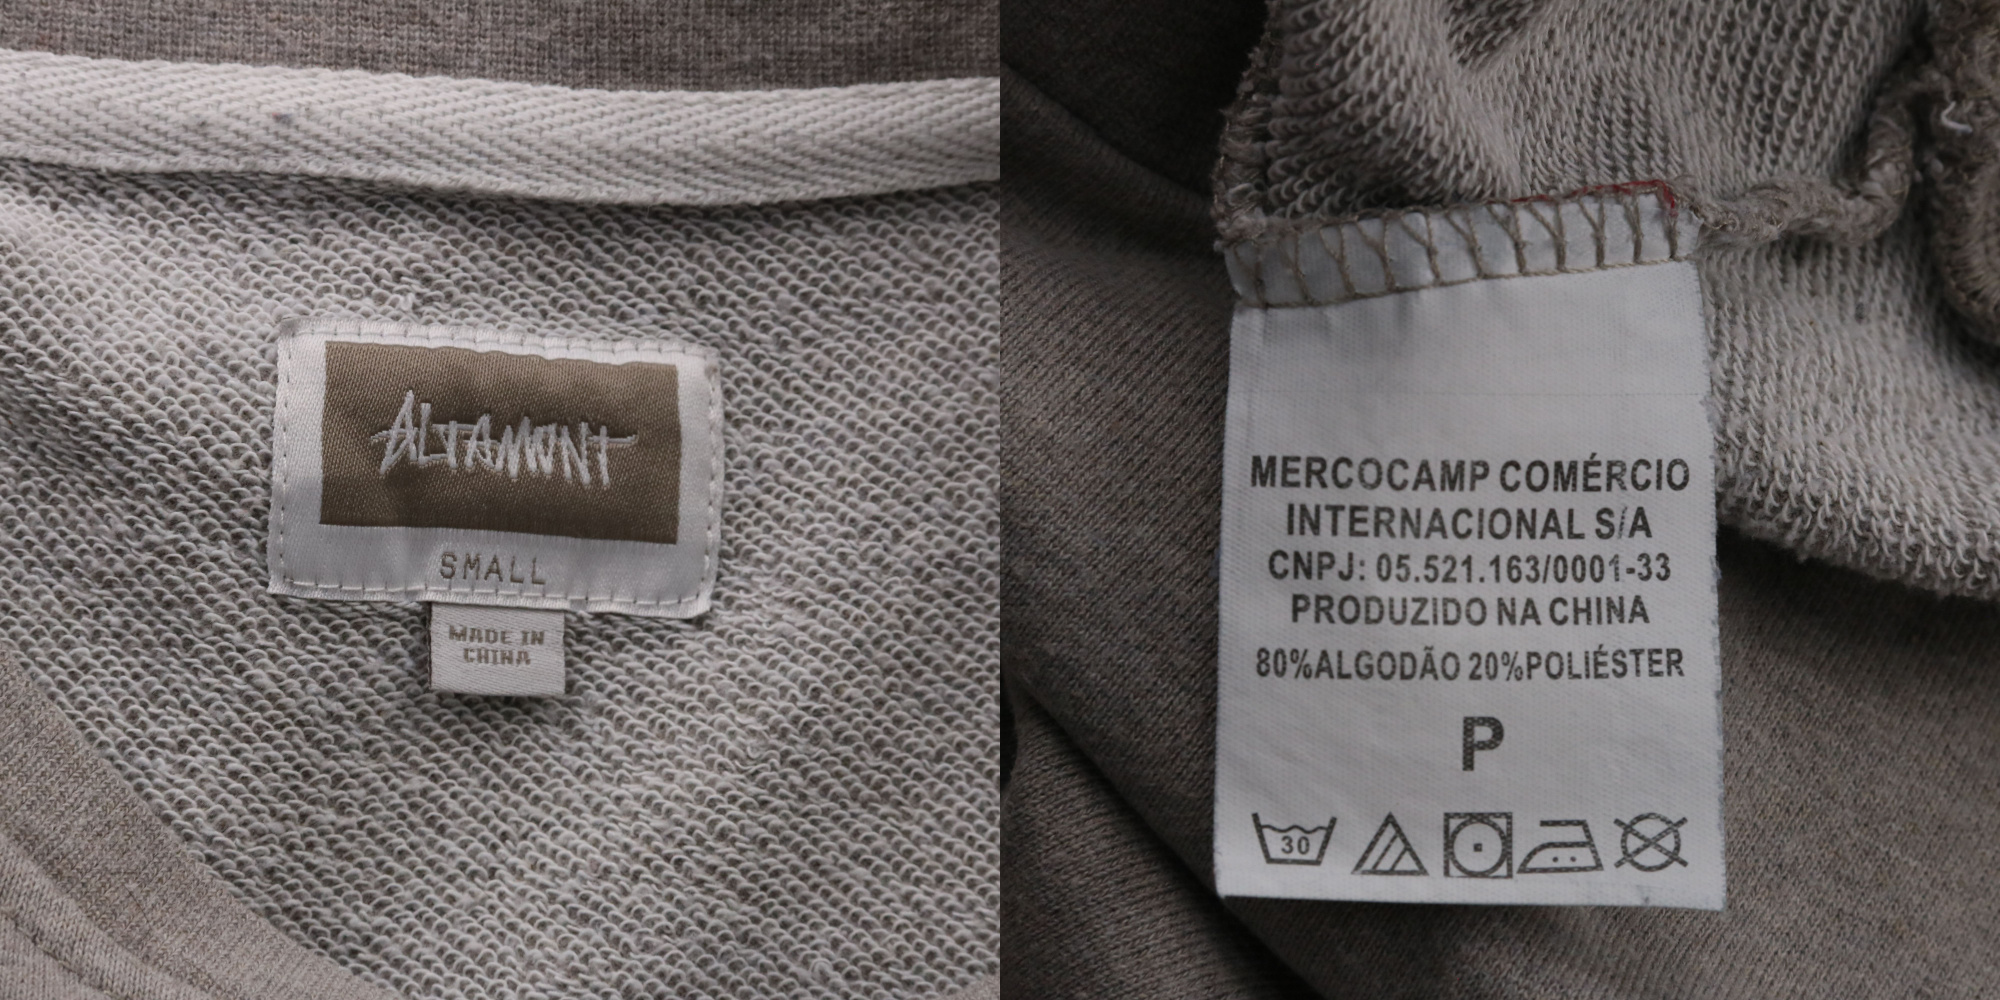 ALTAMONT
SMALL
MADE IN
CHINA
MERCOCAMP COMÉRCIO
INTERNACIONAL S/A
CNPJ: 05.521.163/0001-33
PRODUZIDO NA CHINA
80%ALGODÃO 20%POLIÉSTER
P
30